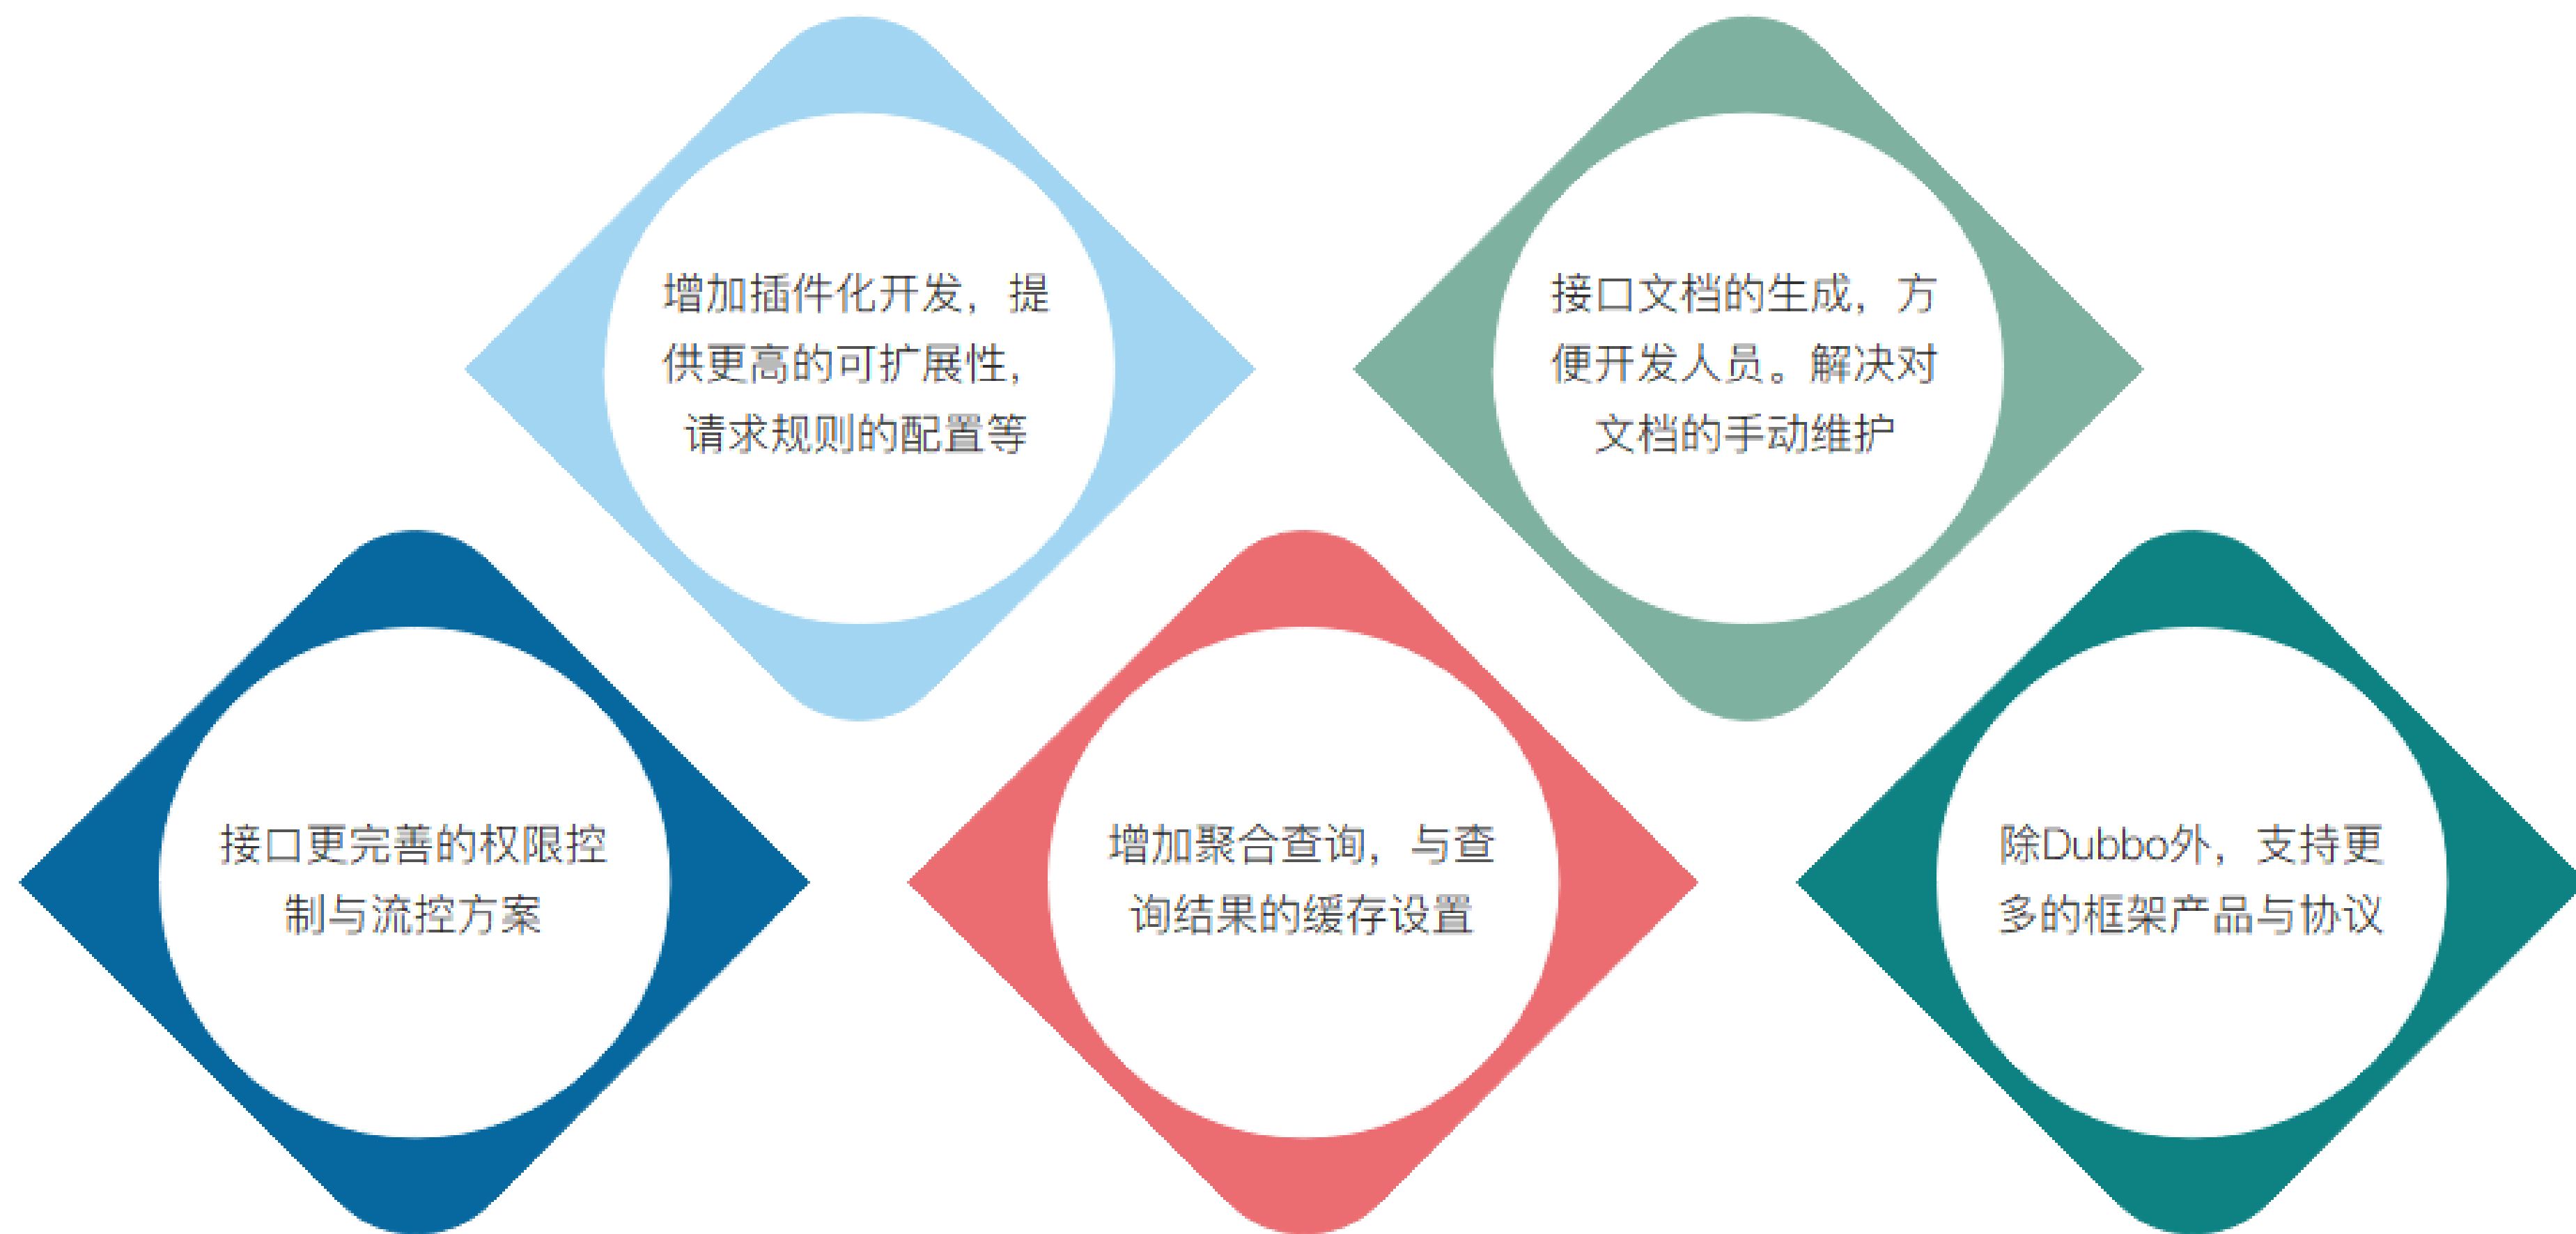 增加插件化开发，提
供更高的可扩展性，
请求规则的配置等
接口文档的生成，方
便开发人员。解决对
文档的手动维护
接口更完善的权限控
制与流控方案
增加聚合查询，与查
询结果的缓存设置
除Dubbo外，支持更
多的框架产品与协议